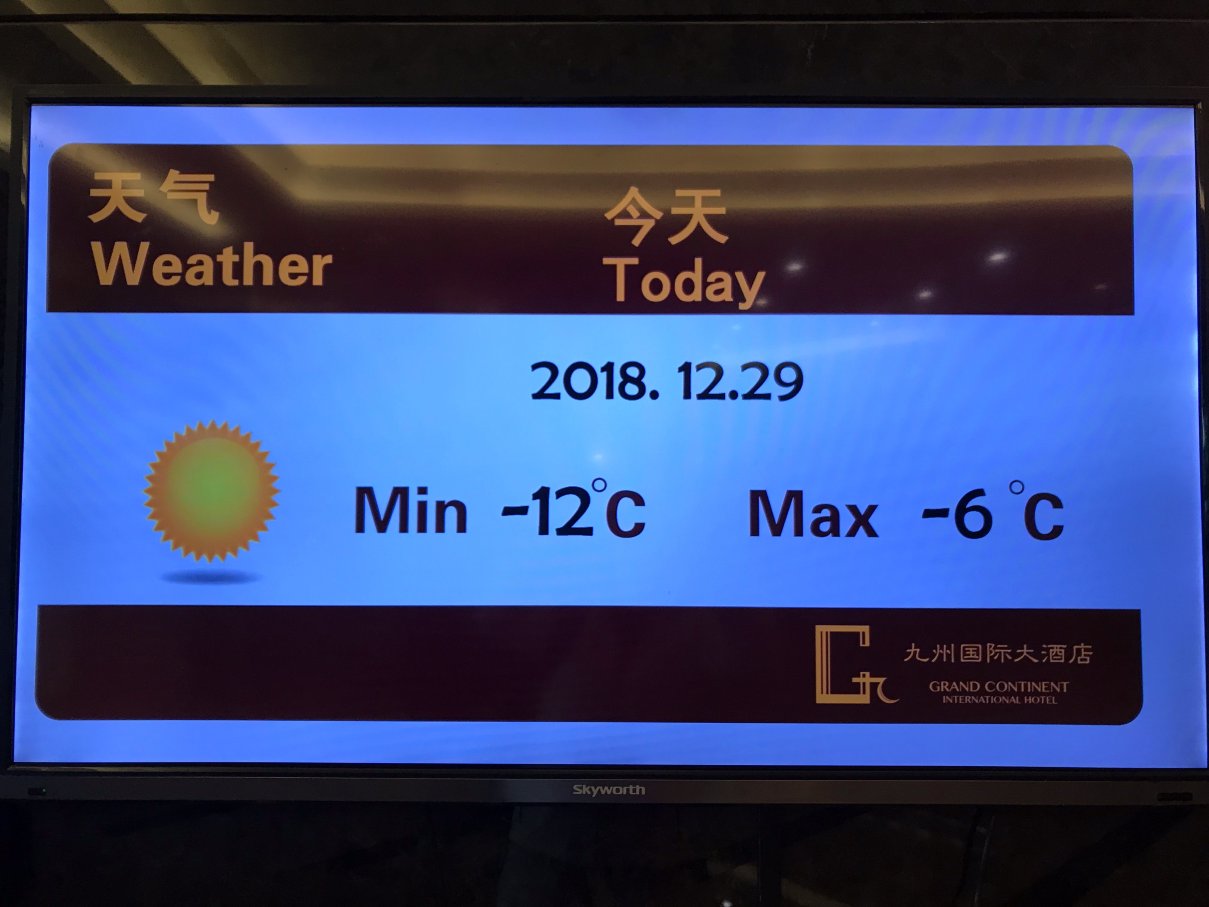 天气
Weather
今天
Today
2018. 12.29
Min -12°C Max -6 °C
九州国际大酒店
GRAND CONTINENT
INTERNATIONAL HOTEL
Skyworth